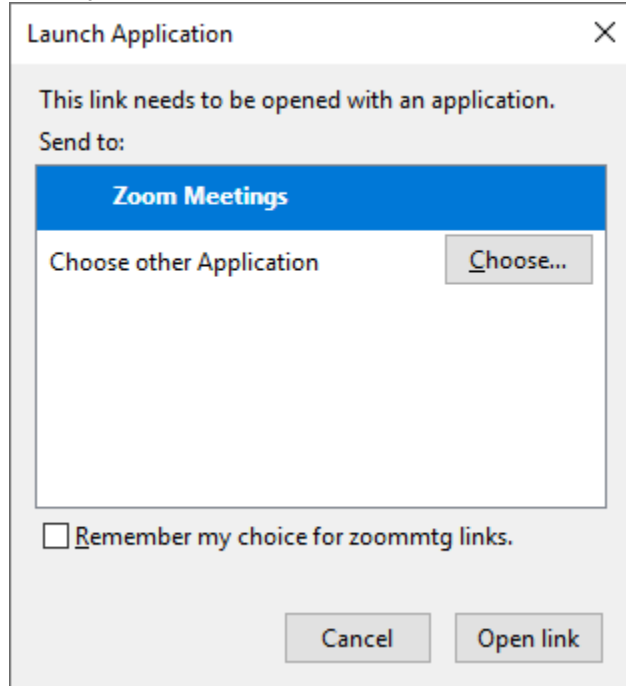 Launch Application
This link needs to be opened with an application.
Send to:
Zoom Meetings
Choose other Application
Choose...
Remember my choice for zoommtg links.
Cancel
Open link